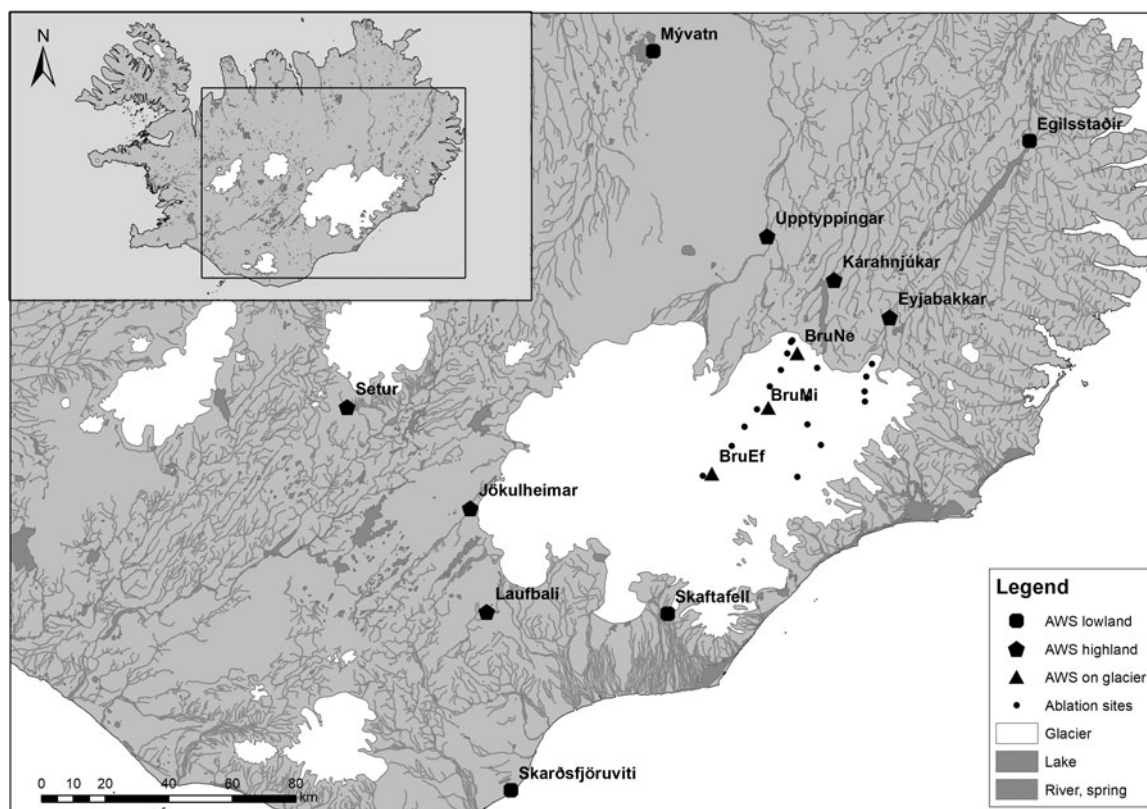 N
Mývatn
Egilsstaðir
Upptyppingar
Kárahnjúkar
Eyjabakkar
BruNe
Setur
BruMi
BruEf
Jökulheimar
Laufbali
Skaftafell
Skarðsfjöruviti
0 20 40 60 80
km
Legend
AWS lowland
AWS highland
AWS on glacier
Ablation sites
Glacier
Lake
River, spring